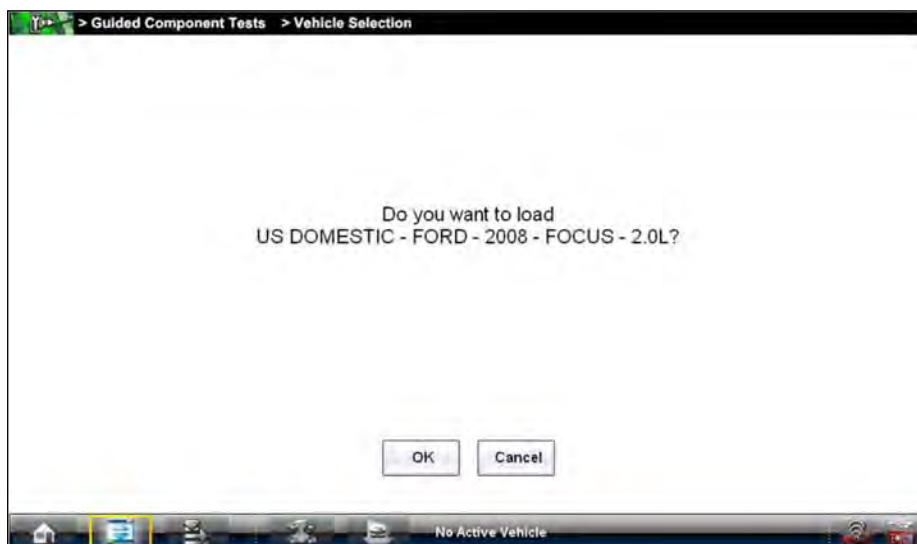 > Guided Component Tests > Vehicle Selection
Do you want to load
US DOMESTIC - FORD - 2008 - FOCUS - 2.0L?
OK Cancel
No Active Vehicle